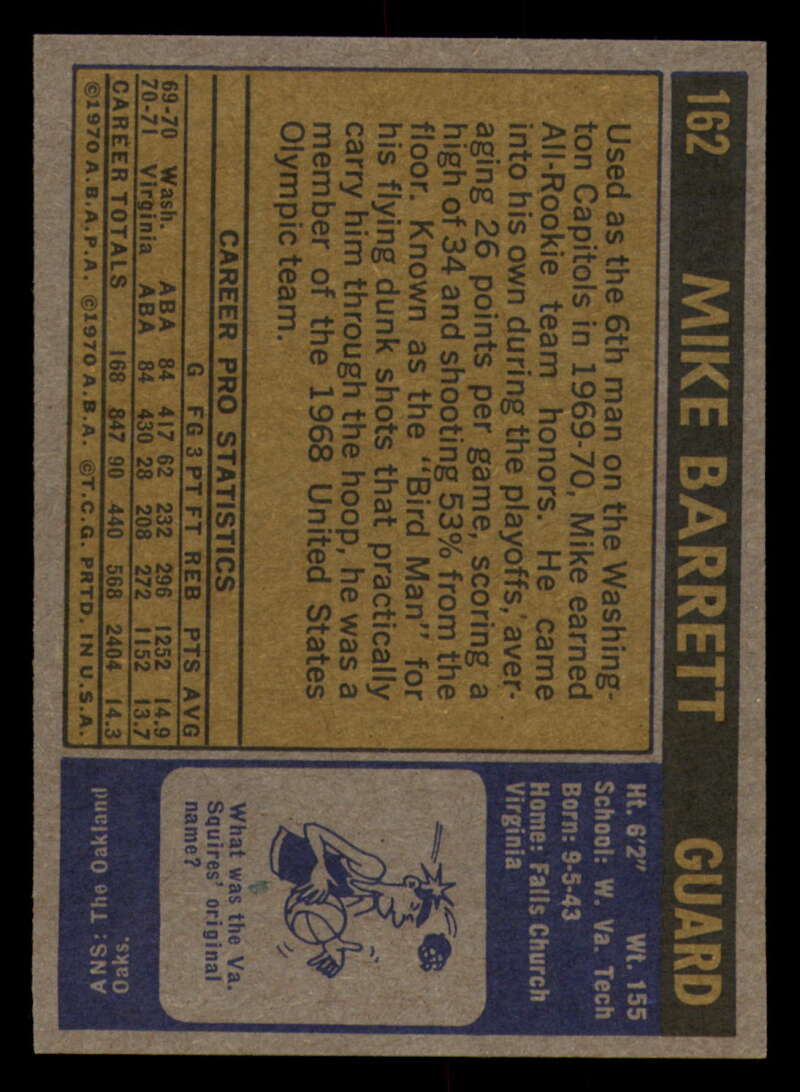 162 MIKE BARRETT GUARD
Used as the 6th man on the Washing-
ton Capitols in 1969-70, Mike earned
All-Rookie team honors. He came
into his own during the playoffs, aver-
aging 26 points per game, scoring a
high of 34 and shooting 53% from the
floor. Known as the "Bird Man" for
his flying dunk shots that practically
carry him through the hoop, he was a
member of the 1968 United States
Olympic team.
CAREER PRO STATISTICS
G FG 3PT FT REB PTS AVG
69-70 Wash. ABA 84 417 62 232 296 1252 14.9
70-71 Virginia ABA 84 430 28 208 272 1152 13.7
CAREER TOTALS 168 847 90 440 568 2404 14.3
©1970 A.B.A.P.A. ©1970 A.B.A. ©T.C.G. PRTD. IN U.S.A.
Ht. 6'2" Wt. 155
School: W. Va. Tech
Born: 9-5-43
Home: Falls Church
Virginia
What was the Va.
Squires' original
name?
ANS: The Oakland
Oaks.